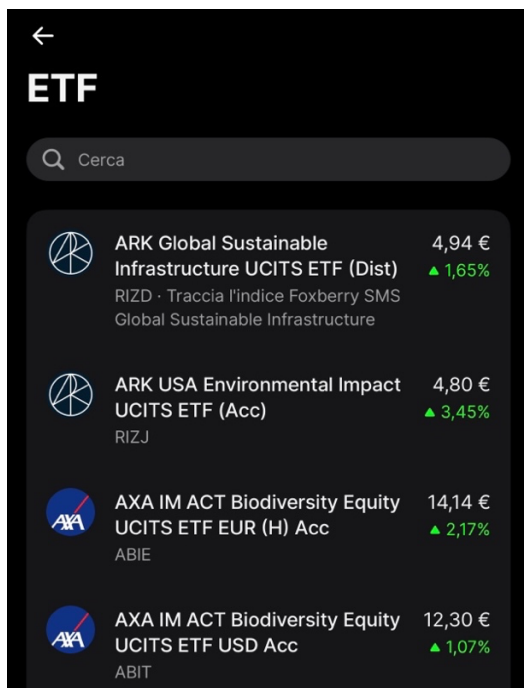 ETF
Cerca
ARK Global Sustainable
Infrastructure UCITS ETF (Dist)
4,94 €
▲ 1,65%
RIZD · Traccia l'indice Foxberry SMS
Global Sustainable Infrastructure
ARK USA Environmental Impact
UCITS ETF (Acc)
4,80 €
▲ 3,45%
RIZJ
AXA
AXA IM ACT Biodiversity Equity
UCITS ETF EUR (H) Acc
14,14 €
▲ 2,17%
ABIE
AXA
AXA IM ACT Biodiversity Equity
UCITS ETF USD Acc
12,30 €
▲ 1,07%
ABIT